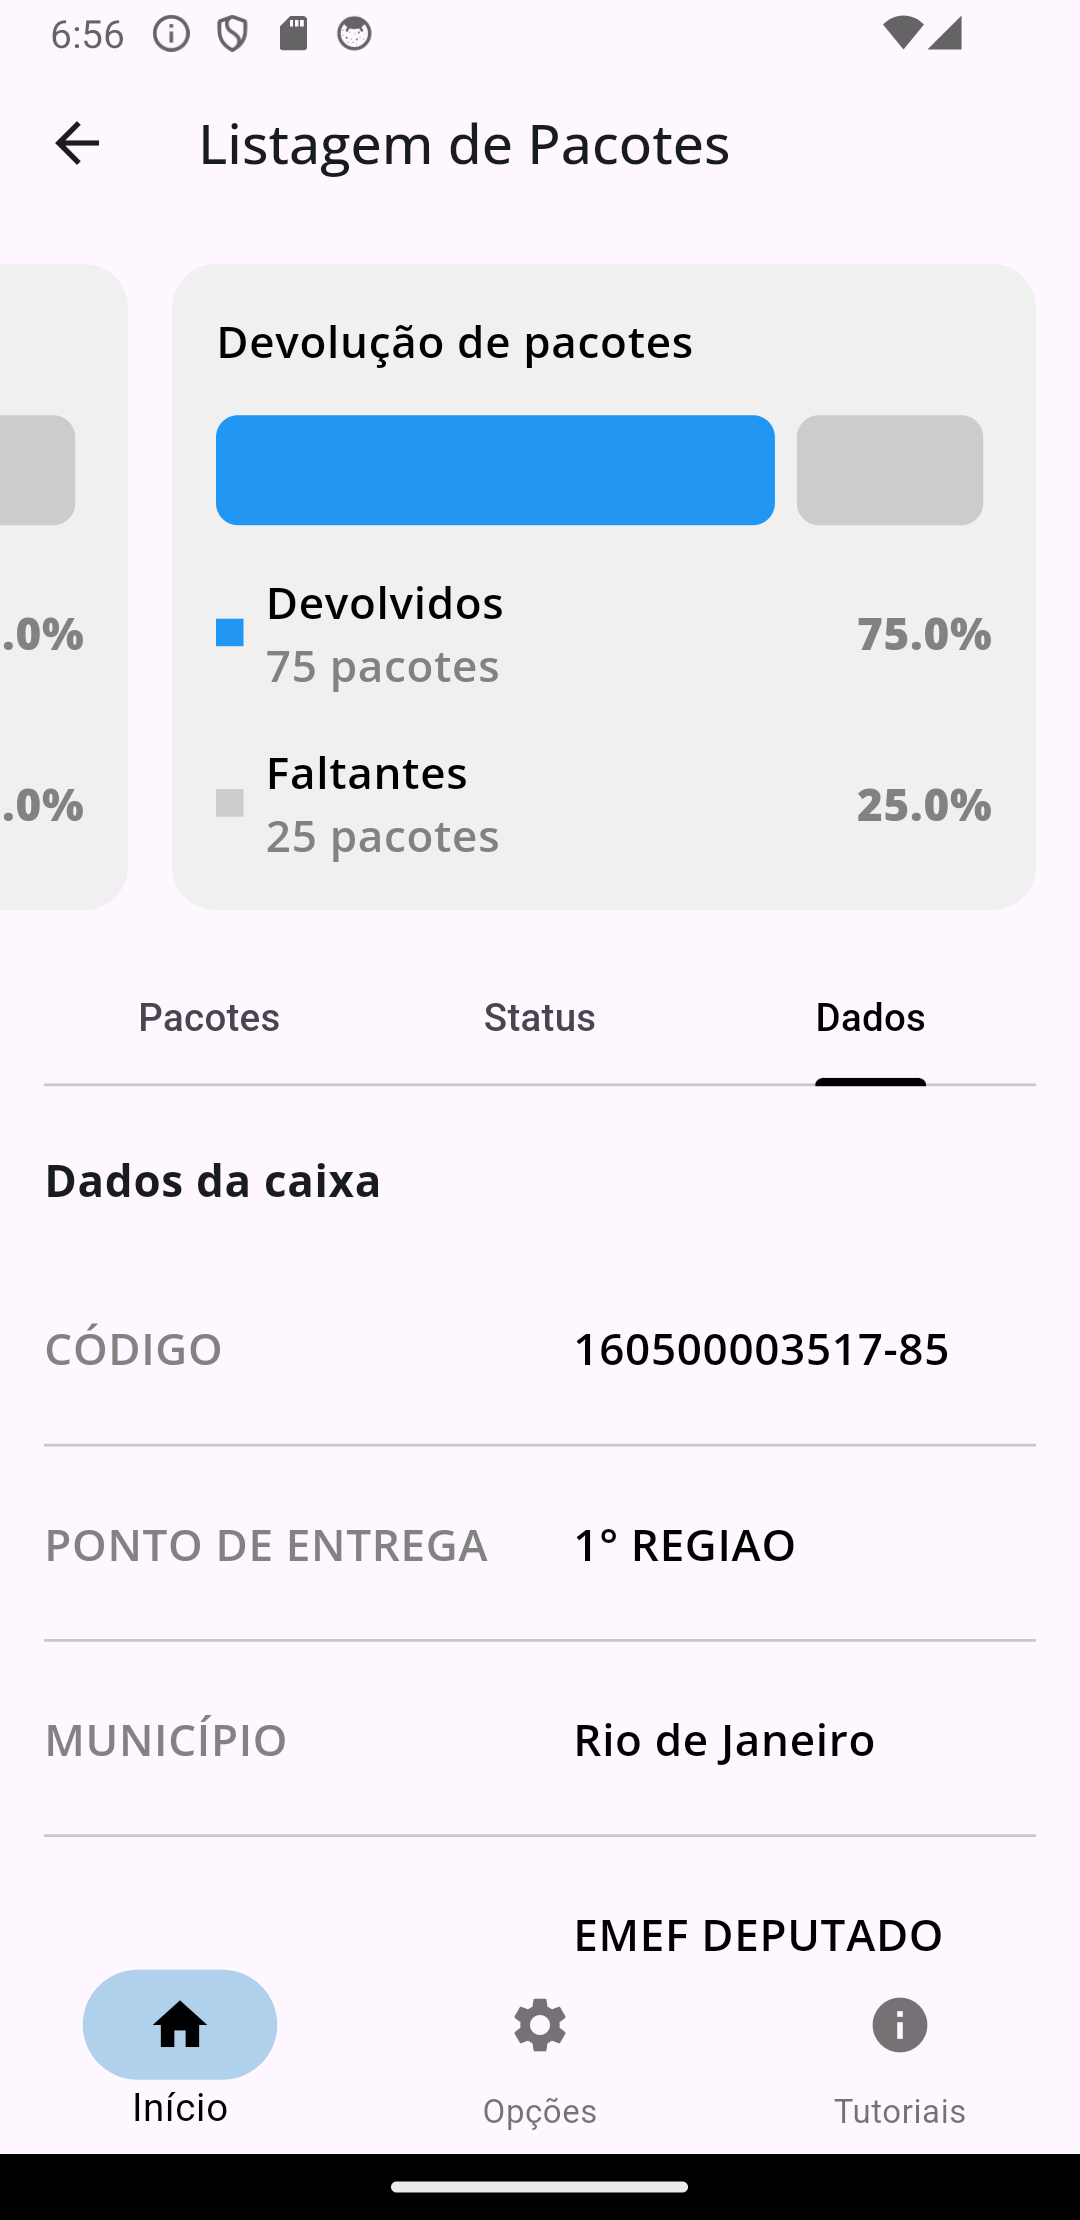 6:56
Listagem de Pacotes
Devolução de pacotes
.0%
Devolvidos
75 pacotes
75.0%
.0%
Faltantes
25 pacotes
25.0%
Pacotes Status Dados
Dados da caixa
CÓDIGO 160500003517-85
PONTO DE ENTREGA 1° REGIAO
MUNICÍPIO Rio de Janeiro
EMEF DEPUTADO
Início Opções Tutoriais